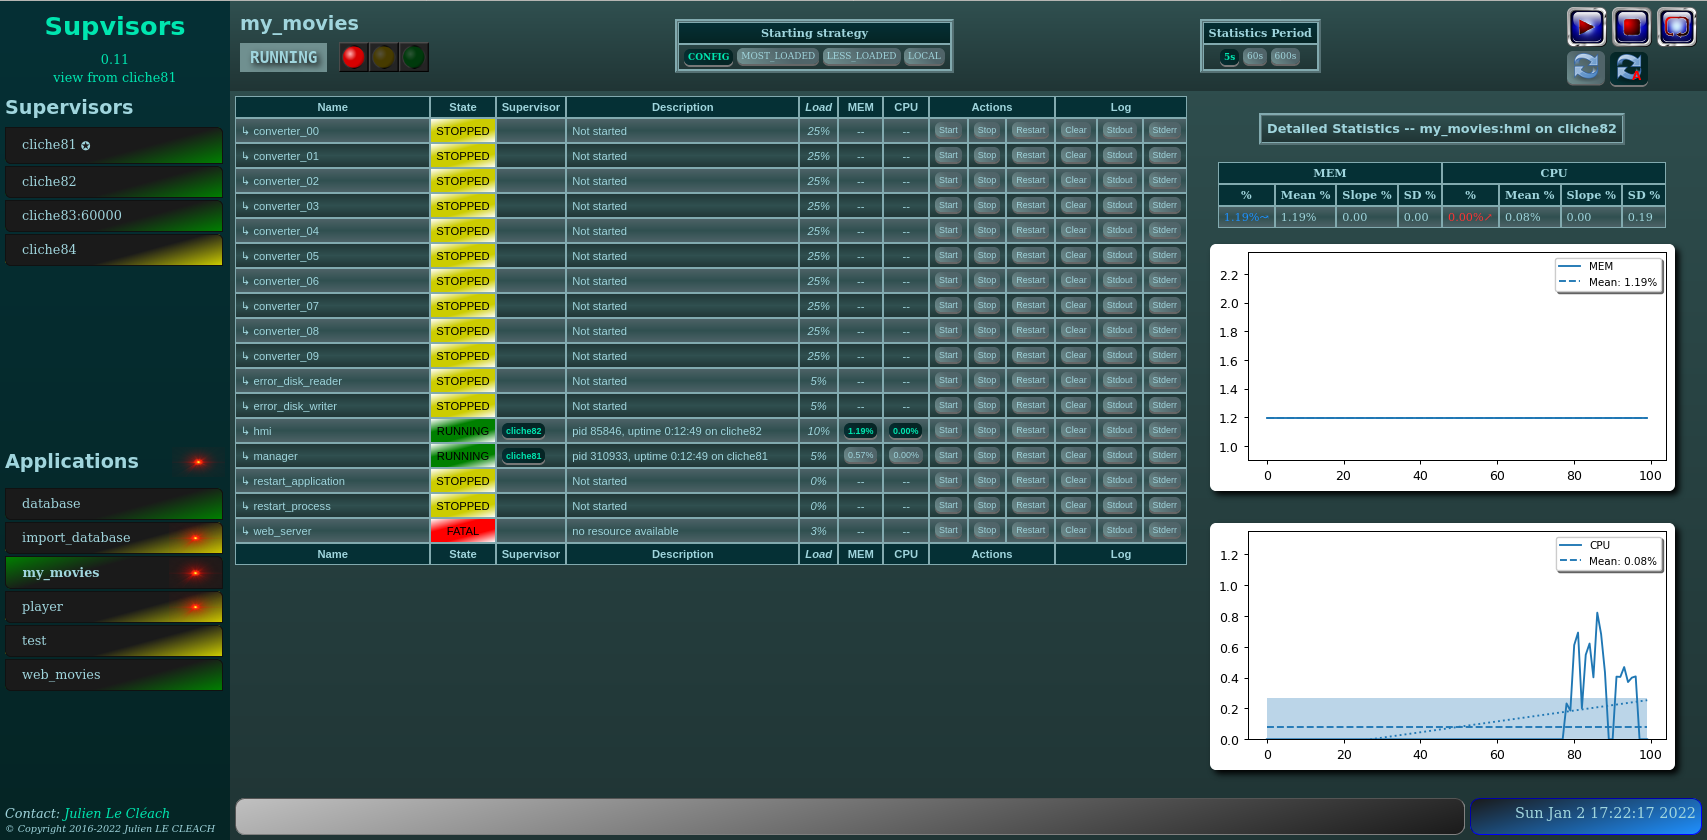 Supvisors
0.11
view from cliche81
Supervisors
cliche81 ✪
cliche82
cliche83:60000
cliche84
Applications
database
import_database
my_movies
player
test
web_movies
Contact: Julien Le Cléach
© Copyright 2016-2022 Julien LE CLEACH
my_movies
RUNNING
Starting strategy
CONFIG MOST_LOADED LESS_LOADED LOCAL
Statistics Period
5s 60s 600s
Name State Supervisor Description Load MEM CPU Actions Log
↳ converter_00 STOPPED Not started 25% -- -- Start Stop Restart Clear Stdout Stderr
↳ converter_01 STOPPED Not started 25% -- -- Start Stop Restart Clear Stdout Stderr
↳ converter_02 STOPPED Not started 25% -- -- Start Stop Restart Clear Stdout Stderr
↳ converter_03 STOPPED Not started 25% -- -- Start Stop Restart Clear Stdout Stderr
↳ converter_04 STOPPED Not started 25% -- -- Start Stop Restart Clear Stdout Stderr
↳ converter_05 STOPPED Not started 25% -- -- Start Stop Restart Clear Stdout Stderr
↳ converter_06 STOPPED Not started 25% -- -- Start Stop Restart Clear Stdout Stderr
↳ converter_07 STOPPED Not started 25% -- -- Start Stop Restart Clear Stdout Stderr
↳ converter_08 STOPPED Not started 25% -- -- Start Stop Restart Clear Stdout Stderr
↳ converter_09 STOPPED Not started 25% -- -- Start Stop Restart Clear Stdout Stderr
↳ error_disk_reader STOPPED Not started 5% -- -- Start Stop Restart Clear Stdout Stderr
↳ error_disk_writer STOPPED Not started 5% -- -- Start Stop Restart Clear Stdout Stderr
↳ hmi RUNNING cliche82 pid 85846, uptime 0:12:49 on cliche82 10% 1.19% 0.00% Start Stop Restart Clear Stdout Stderr
↳ manager RUNNING cliche81 pid 310933, uptime 0:12:49 on cliche81 5% 0.57% 0.00% Start Stop Restart Clear Stdout Stderr
↳ restart_application STOPPED Not started 0% -- -- Start Stop Restart Clear Stdout Stderr
↳ restart_process STOPPED Not started 0% -- -- Start Stop Restart Clear Stdout Stderr
↳ web_server FATAL no resource available 3% -- -- Start Stop Restart Clear Stdout Stderr
Name State Supervisor Description Load MEM CPU Actions Log
Detailed Statistics -- my_movies:hmi on cliche82
MEM CPU
% Mean % Slope % SD % % Mean % Slope % SD %
1.19%~ 1.19% 0.00 0.00 0.00%↗ 0.08% 0.00 0.19
MEM
Mean: 1.19%
2.2
2.0
1.8
1.6
1.4
1.2
1.0
0 20 40 60 80 100
CPU
Mean: 0.08%
1.2
1.0
0.8
0.6
0.4
0.2
0.0
0 20 40 60 80 100
Sun Jan 2 17:22:17 2022